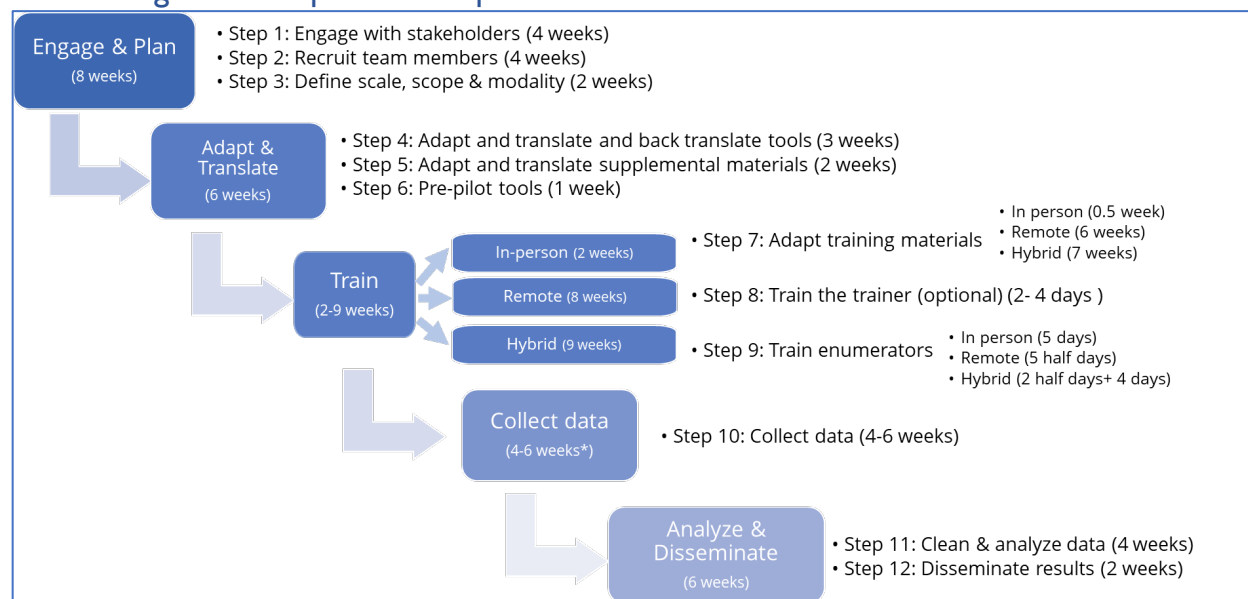 Engage & Plan
(8 weeks)
• Step 1: Engage with stakeholders (4 weeks)
• Step 2: Recruit team members (4 weeks)
• Step 3: Define scale, scope & modality (2 weeks)
Adapt &
Translate
(6 weeks)
• Step 4: Adapt and translate and back translate tools (3 weeks)
• Step 5: Adapt and translate supplemental materials (2 weeks)
• Step 6: Pre-pilot tools (1 week)
Train
(2-9 weeks)
In-person (2 weeks)
Remote (8 weeks)
Hybrid (9 weeks)
• Step 7: Adapt training materials
• In person (0.5 week)
• Remote (6 weeks)
• Hybrid (7 weeks)
• Step 8: Train the trainer (optional) (2- 4 days )
• Step 9: Train enumerators
• In person (5 days)
• Remote (5 half days)
• Hybrid (2 half days+ 4 days)
Collect data
(4-6 weeks*)
• Step 10: Collect data (4-6 weeks)
Analyze &
Disseminate
(6 weeks)
• Step 11: Clean & analyze data (4 weeks)
• Step 12: Disseminate results (2 weeks)